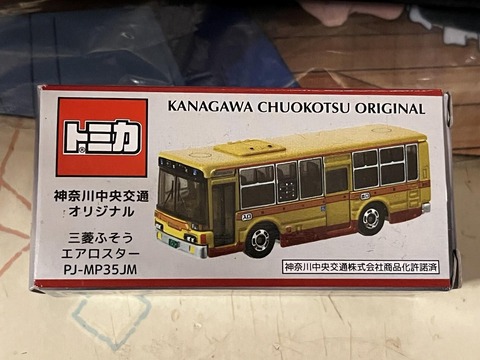 KANAGAWA CHUOKOTSU ORIGINAL
トミカ
神奈川中央交通
オリジナル
三菱ふそう
エアロスター
PJ-MP35JM
神奈川中央交通株式会社商品化許諾済